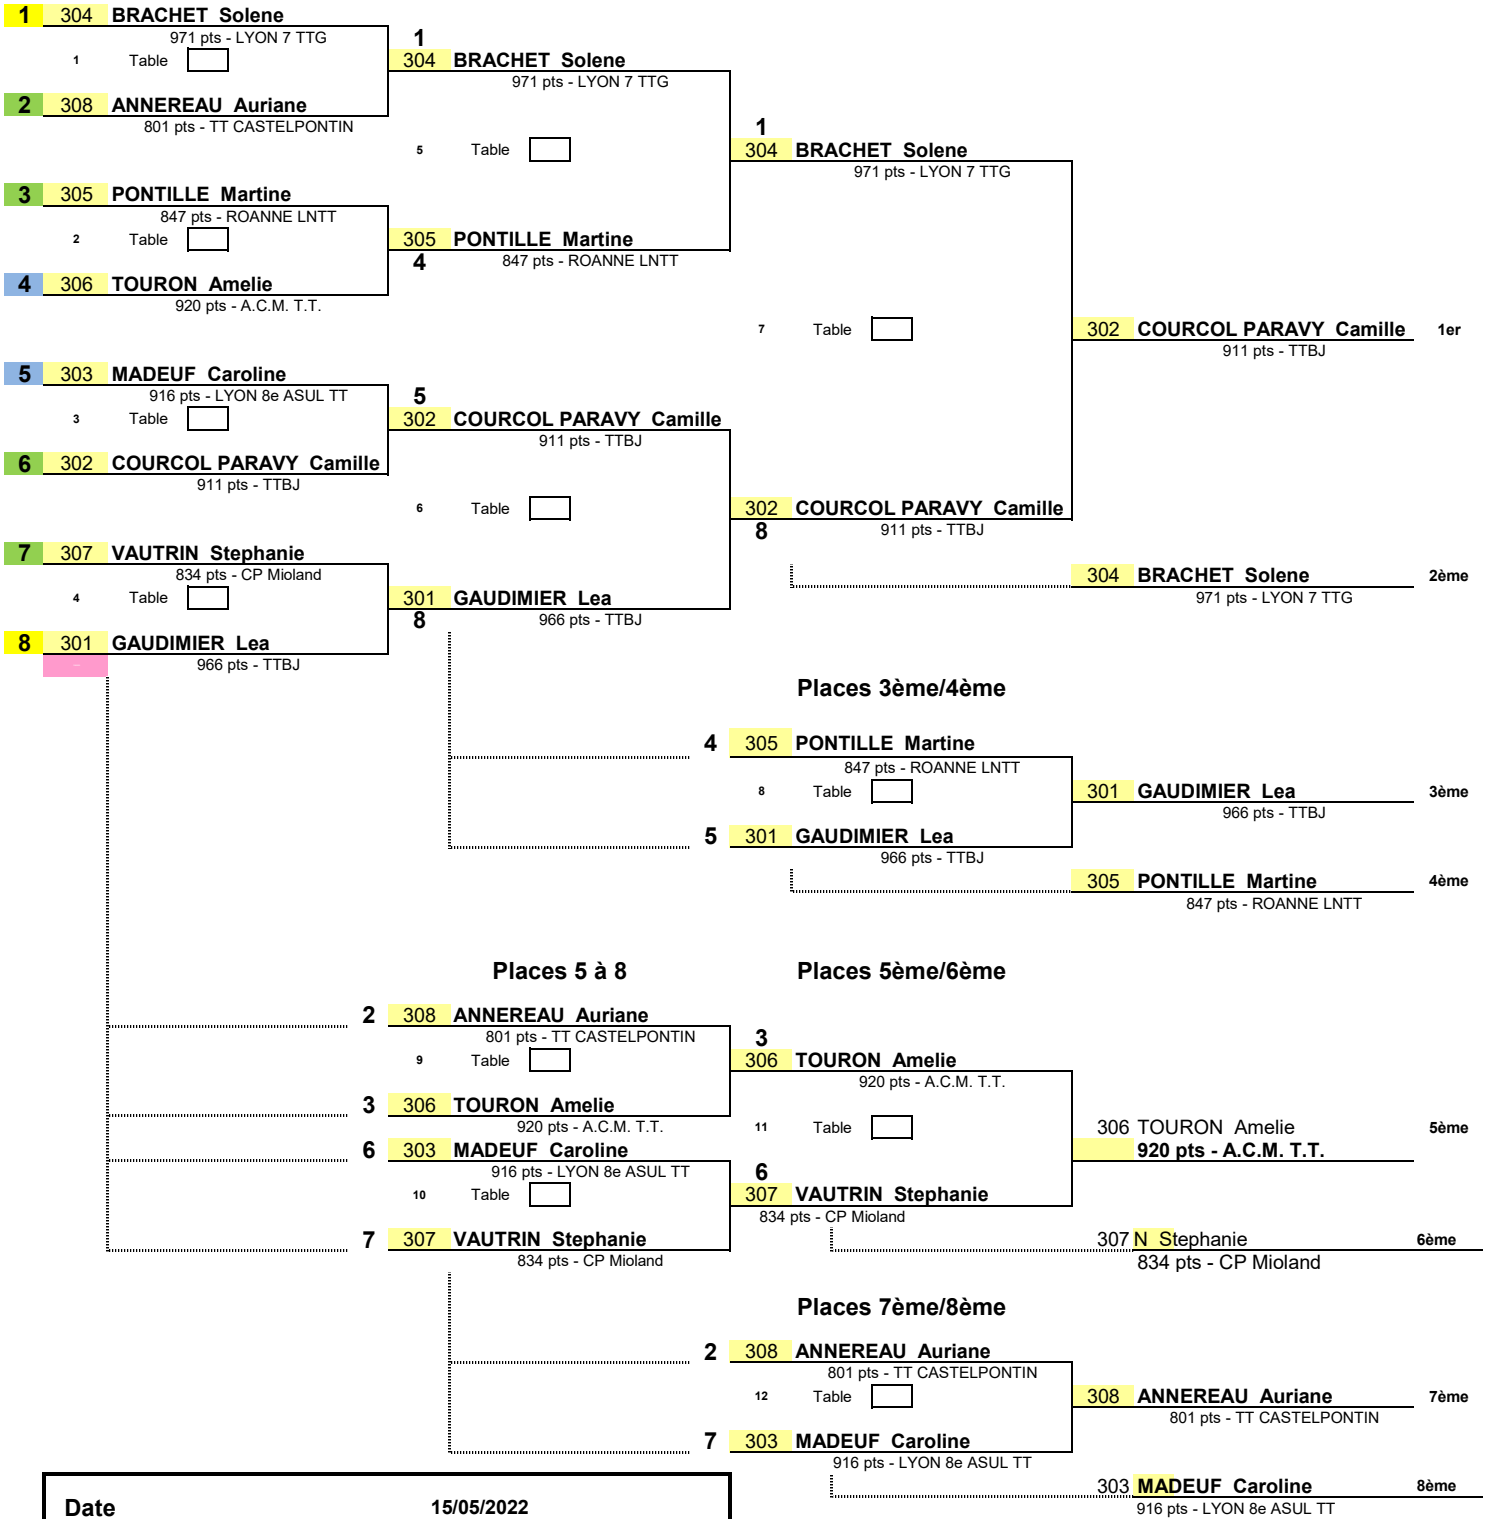 1 304 BRACHET Solene
971 pts - LYON 7 TTG
1
1 Table
304 BRACHET Solene
971 pts - LYON 7 TTG
2 308 ANNEREAU Auriane
801 pts - TT CASTELPONTIN
1
5 Table
304 BRACHET Solene
971 pts - LYON 7 TTG
3 305 PONTILLE Martine
847 pts - ROANNE LNTT
2 Table
305 PONTILLE Martine
4 847 pts - ROANNE LNTT
4 306 TOURON Amelie
920 pts - A.C.M. T.T.
7 Table
302 COURCOL PARAVY Camille 1er
911 pts - TTBJ
5 303 MADEUF Caroline
916 pts - LYON 8e ASUL TT
5
3 Table
302 COURCOL PARAVY Camille
911 pts - TTBJ
6 302 COURCOL PARAVY Camille
911 pts - TTBJ
6 Table
302 COURCOL PARAVY Camille
8 911 pts - TTBJ
7 307 VAUTRIN Stephanie
834 pts - CP Mioland
304 BRACHET Solene 2ème
971 pts - LYON 7 TTG
4 Table
301 GAUDIMIER Lea
8 966 pts - TTBJ
8 301 GAUDIMIER Lea
966 pts - TTBJ
Places 3ème/4ème
4 305 PONTILLE Martine
847 pts - ROANNE LNTT
8 Table
301 GAUDIMIER Lea 3ème
966 pts - TTBJ
5 301 GAUDIMIER Lea
966 pts - TTBJ
305 PONTILLE Martine 4ème
847 pts - ROANNE LNTT
Places 5 à 8 Places 5ème/6ème
2 308 ANNEREAU Auriane
801 pts - TT CASTELPONTIN
3
9 Table
306 TOURON Amelie
920 pts - A.C.M. T.T.
3 306 TOURON Amelie
920 pts - A.C.M. T.T.
11 Table
306 TOURON Amelie 5ème
920 pts - A.C.M. T.T.
6 303 MADEUF Caroline
916 pts - LYON 8e ASUL TT
6
10 Table
307 VAUTRIN Stephanie
834 pts - CP Mioland
7 307 VAUTRIN Stephanie
834 pts - CP Mioland
307 N Stephanie 6ème
834 pts - CP Mioland
Places 7ème/8ème
2 308 ANNEREAU Auriane
801 pts - TT CASTELPONTIN
12 Table
308 ANNEREAU Auriane 7ème
801 pts - TT CASTELPONTIN
7 303 MADEUF Caroline
916 pts - LYON 8e ASUL TT
303 MADEUF Caroline 8ème
916 pts - LYON 8e ASUL TT
Date 15/05/2022